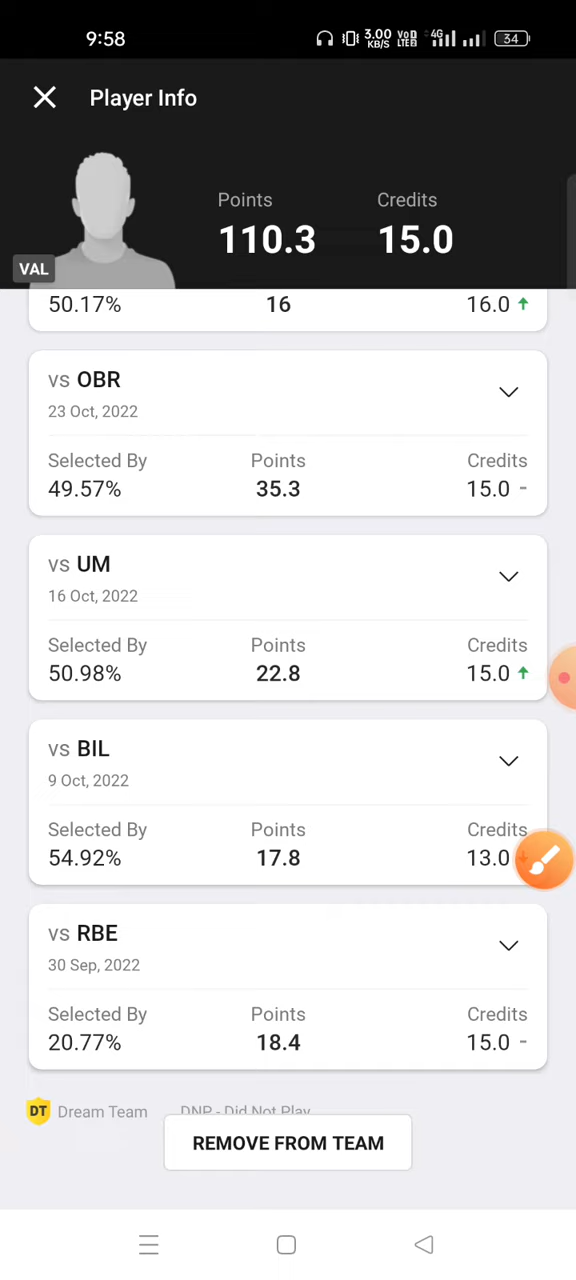 9:58 3.00 KB/S VoD LTE2 4G 34
Player Info
Points Credits
110.3 15.0
VAL
50.17% 16 16.0
vs OBR
23 Oct, 2022
Selected By Points Credits
49.57% 35.3 15.0 -
vs UM
16 Oct, 2022
Selected By Points Credits
50.98% 22.8 15.0
vs BIL
9 Oct, 2022
Selected By Points Credits
54.92% 17.8 13.0
vs RBE
30 Sep, 2022
Selected By Points Credits
20.77% 18.4 15.0 -
DT Dream Team DNP - Did Not Play
REMOVE FROM TEAM